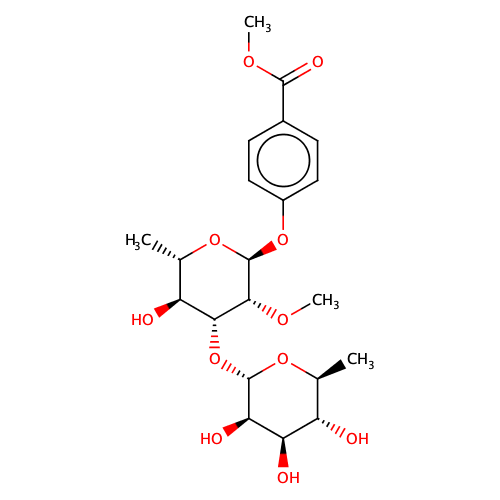 CH3
O O
O O
H3C
CH3
HO O
O O CH3
HO OH
OH